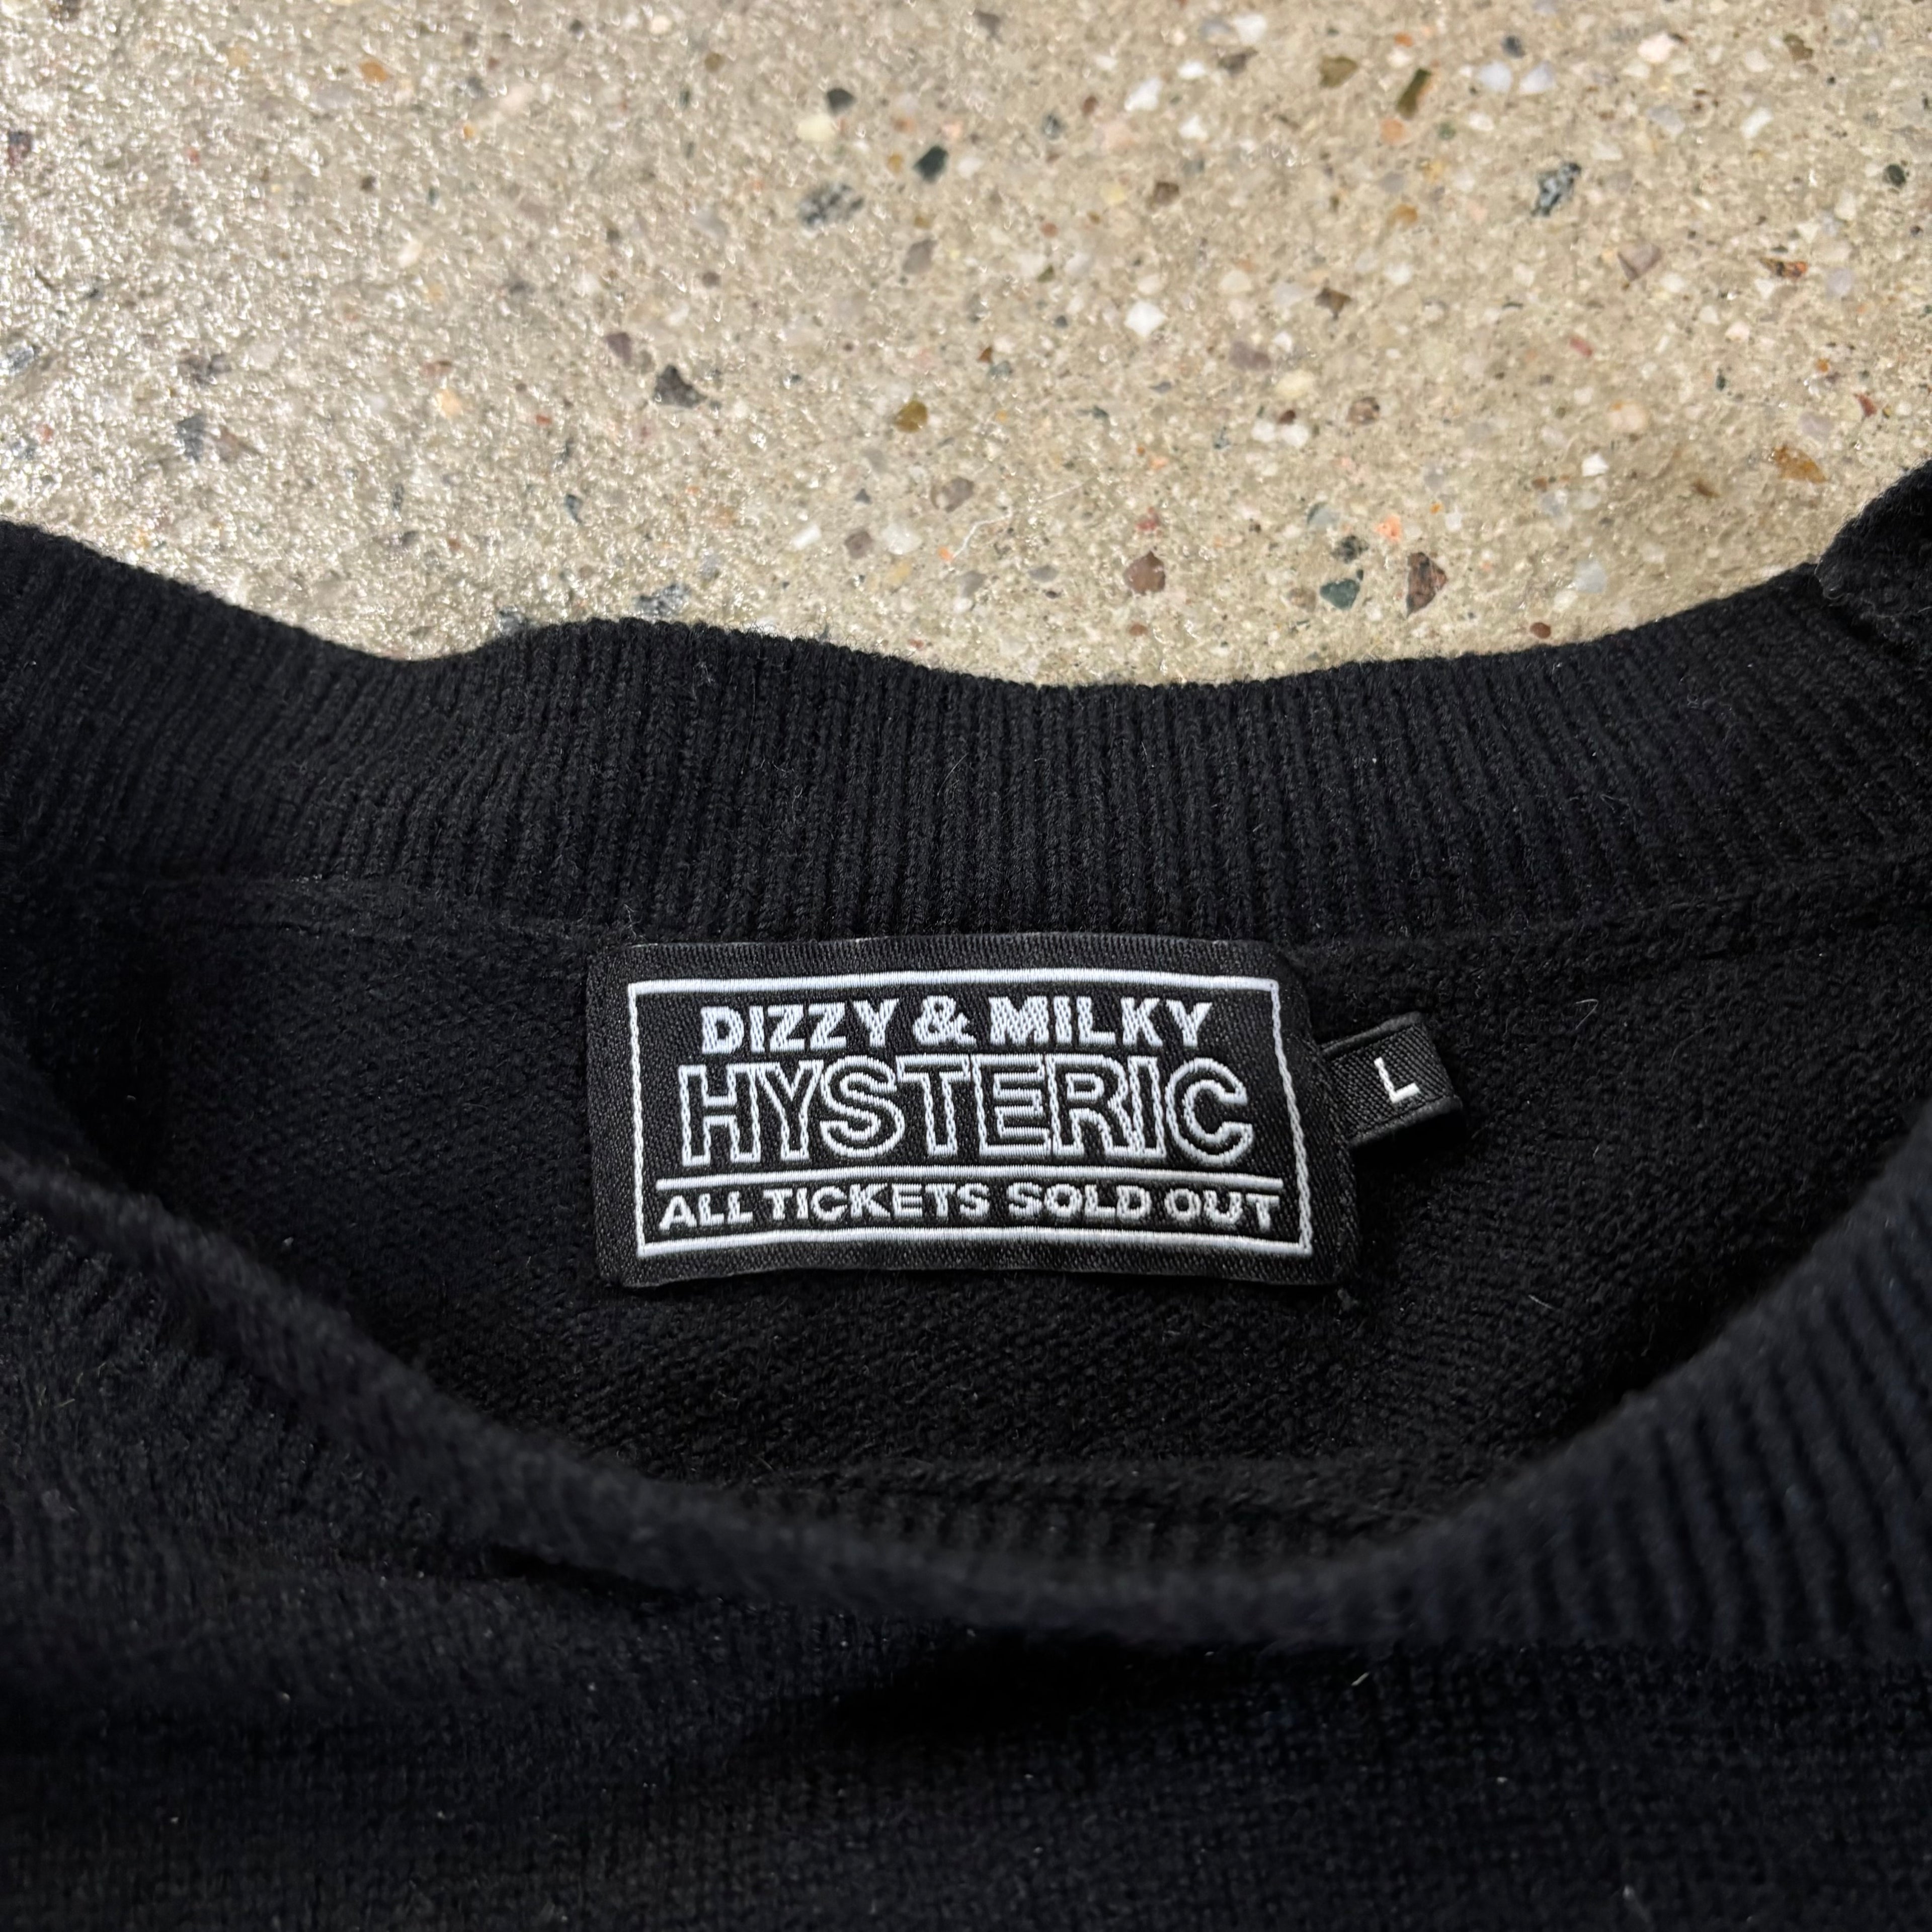 DIZZY & MILKY
HYSTERIC
ALL TICKETS SOLD OUT
L